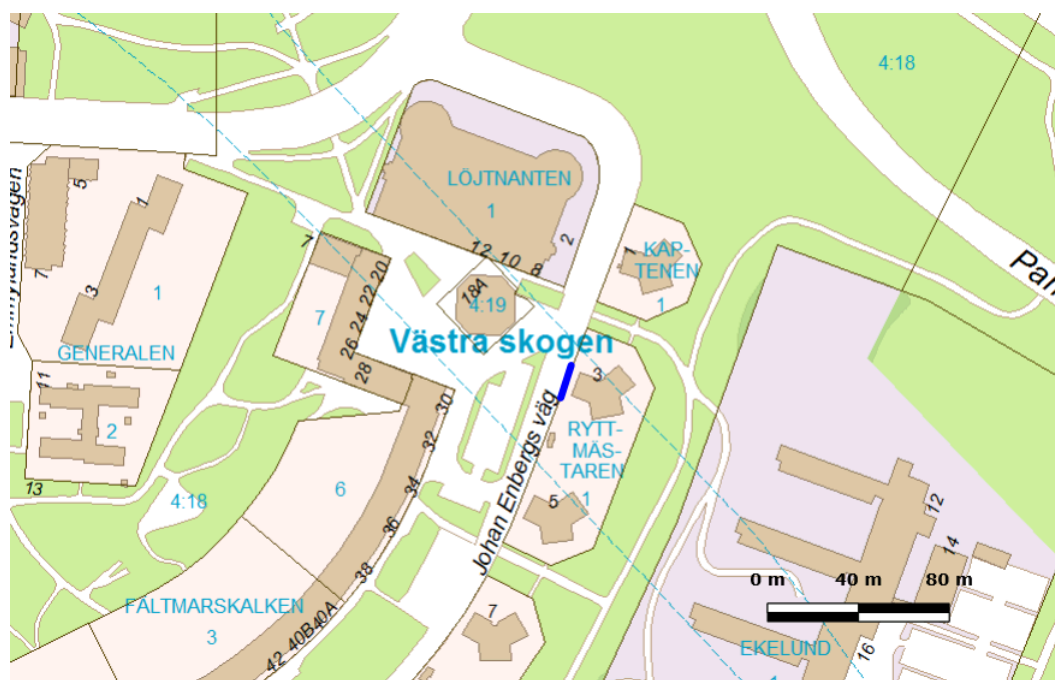 4:18
5
1
LÖJTNANTEN
1
2
7
12
10
8
7
20
1
KAP-
TENEN
1
3
1
7
18A
4:19
22
24
26
28
Västra skogen
GENERALEN
11
2
3
30
32
34
36
38
Johan Enbergs väg
RYTT-
MÄS-
TAREN
1
5
6
13
4:18
12
14
0 m 40 m 80 m
FÄLTMARSKALKEN
3
40A
40B
42
7
EKELUND
16